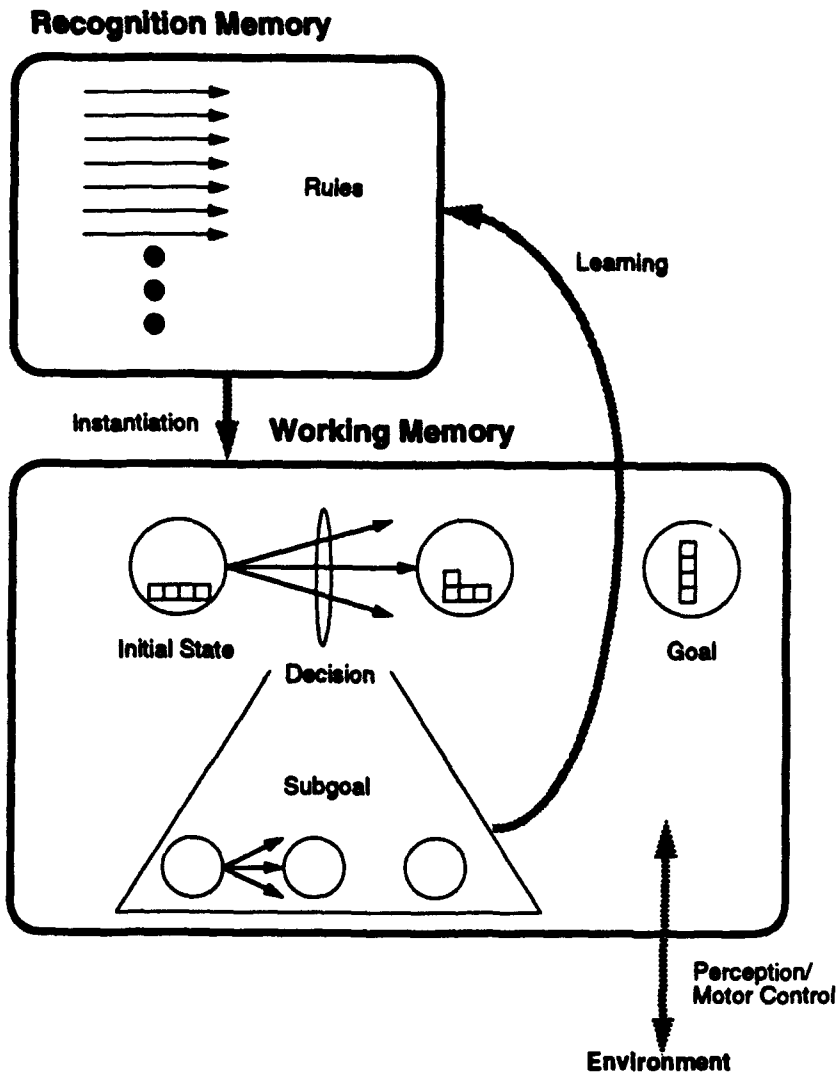 Recognition Memory
Rules
Learning
Instantiation
Working Memory
Initial State
Decision
Goal
Subgoal
Perception/
Motor Control
Environment